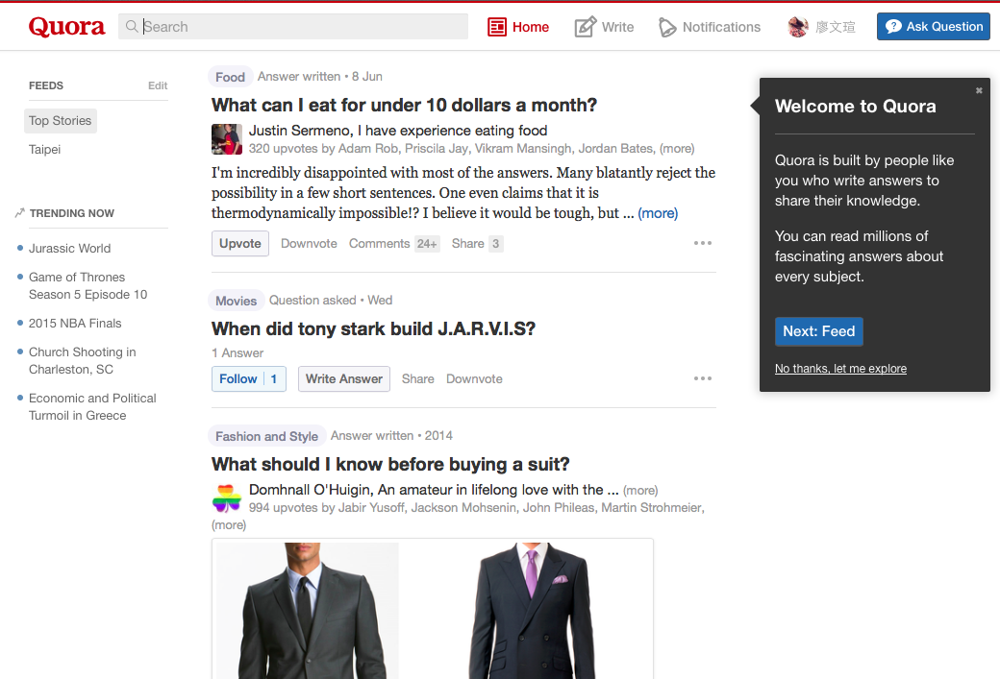 Quora
Search
Home
Write
Notifications
廖文瑄
Ask Question
FEEDS
Edit
Top Stories
Taipei
TRENDING NOW
Jurassic World
Game of Thrones
Season 5 Episode 10
2015 NBA Finals
Church Shooting in
Charleston, SC
Economic and Political
Turmoil in Greece
Food Answer written • 8 Jun
What can I eat for under 10 dollars a month?
Justin Sermeno, I have experience eating food
320 upvotes by Adam Rob, Priscila Jay, Vikram Mansingh, Jordan Bates, (more)
I'm incredibly disappointed with most of the answers. Many blatantly reject the
possibility in a few short sentences. One even claims that it is
thermodynamically impossible!? I believe it would be tough, but ... (more)
Upvote Downvote Comments 24+ Share 3
Movies Question asked • Wed
When did tony stark build J.A.R.V.I.S?
1 Answer
Follow 1 Write Answer Share Downvote
Fashion and Style Answer written • 2014
What should I know before buying a suit?
Domhnall O'Huigin, An amateur in lifelong love with the ... (more)
994 upvotes by Jabir Yusoff, Jackson Mohsenin, John Phileas, Martin Strohmeier,
(more)
Welcome to Quora
Quora is built by people like
you who write answers to
share their knowledge.
You can read millions of
fascinating answers about
every subject.
Next: Feed
No thanks, let me explore